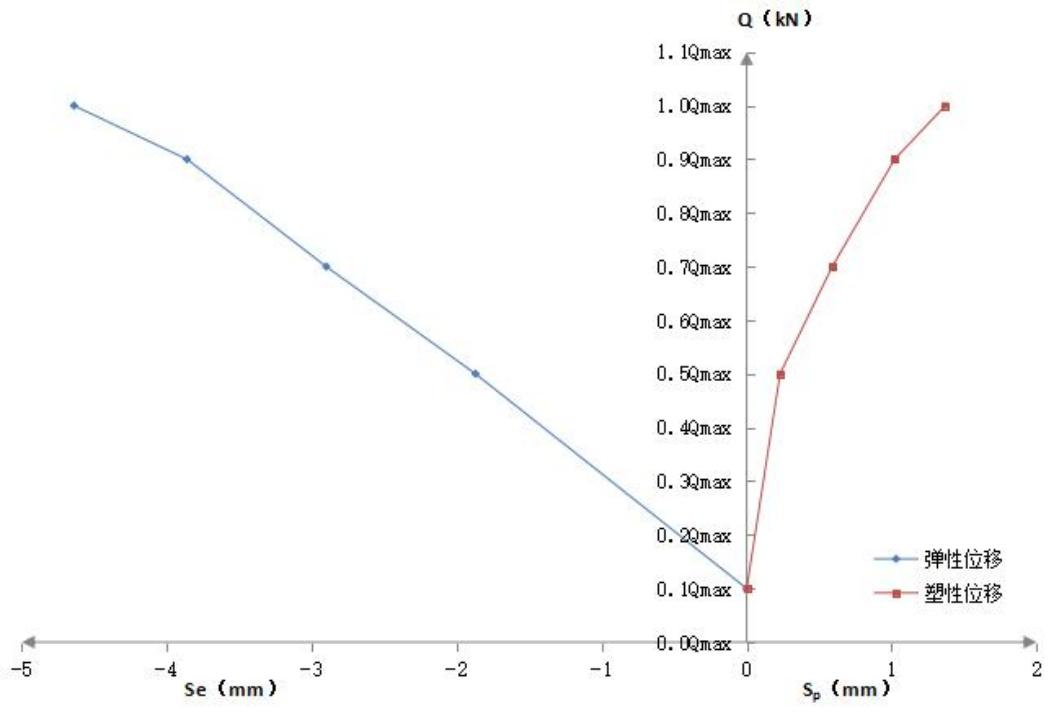 Q（kN）
1.1Qmax
1.0Qmax
0.9Qmax
0.8Qmax
0.7Qmax
0.6Qmax
0.5Qmax
0.4Qmax
0.3Qmax
0.2Qmax
弹性位移
0.1Qmax
塑性位移
0.0Qmax
-5 -4 -3 -2 -1 0 1 2
Se（mm） Sₚ（mm）